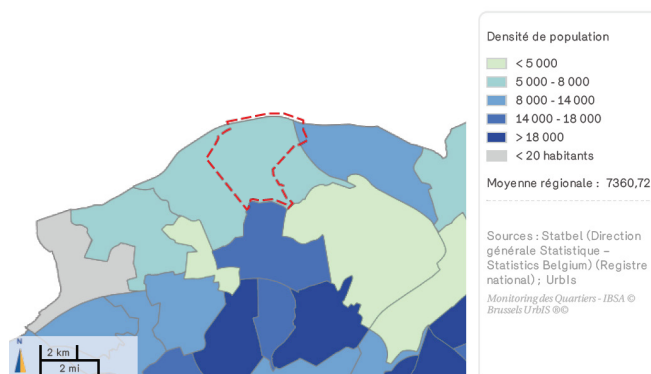 Densité de population
< 5 000
5 000 - 8 000
8 000 - 14 000
14 000 - 18 000
> 18 000
< 20 habitants
Moyenne régionale : 7360,72
Sources : Statbel (Direction
générale Statistique –
Statistics Belgium) (Registre
national) ; UrbIs
Monitoring des Quartiers - IBSA ©
Brussels UrbIS ®©
N
2 km
2 mi